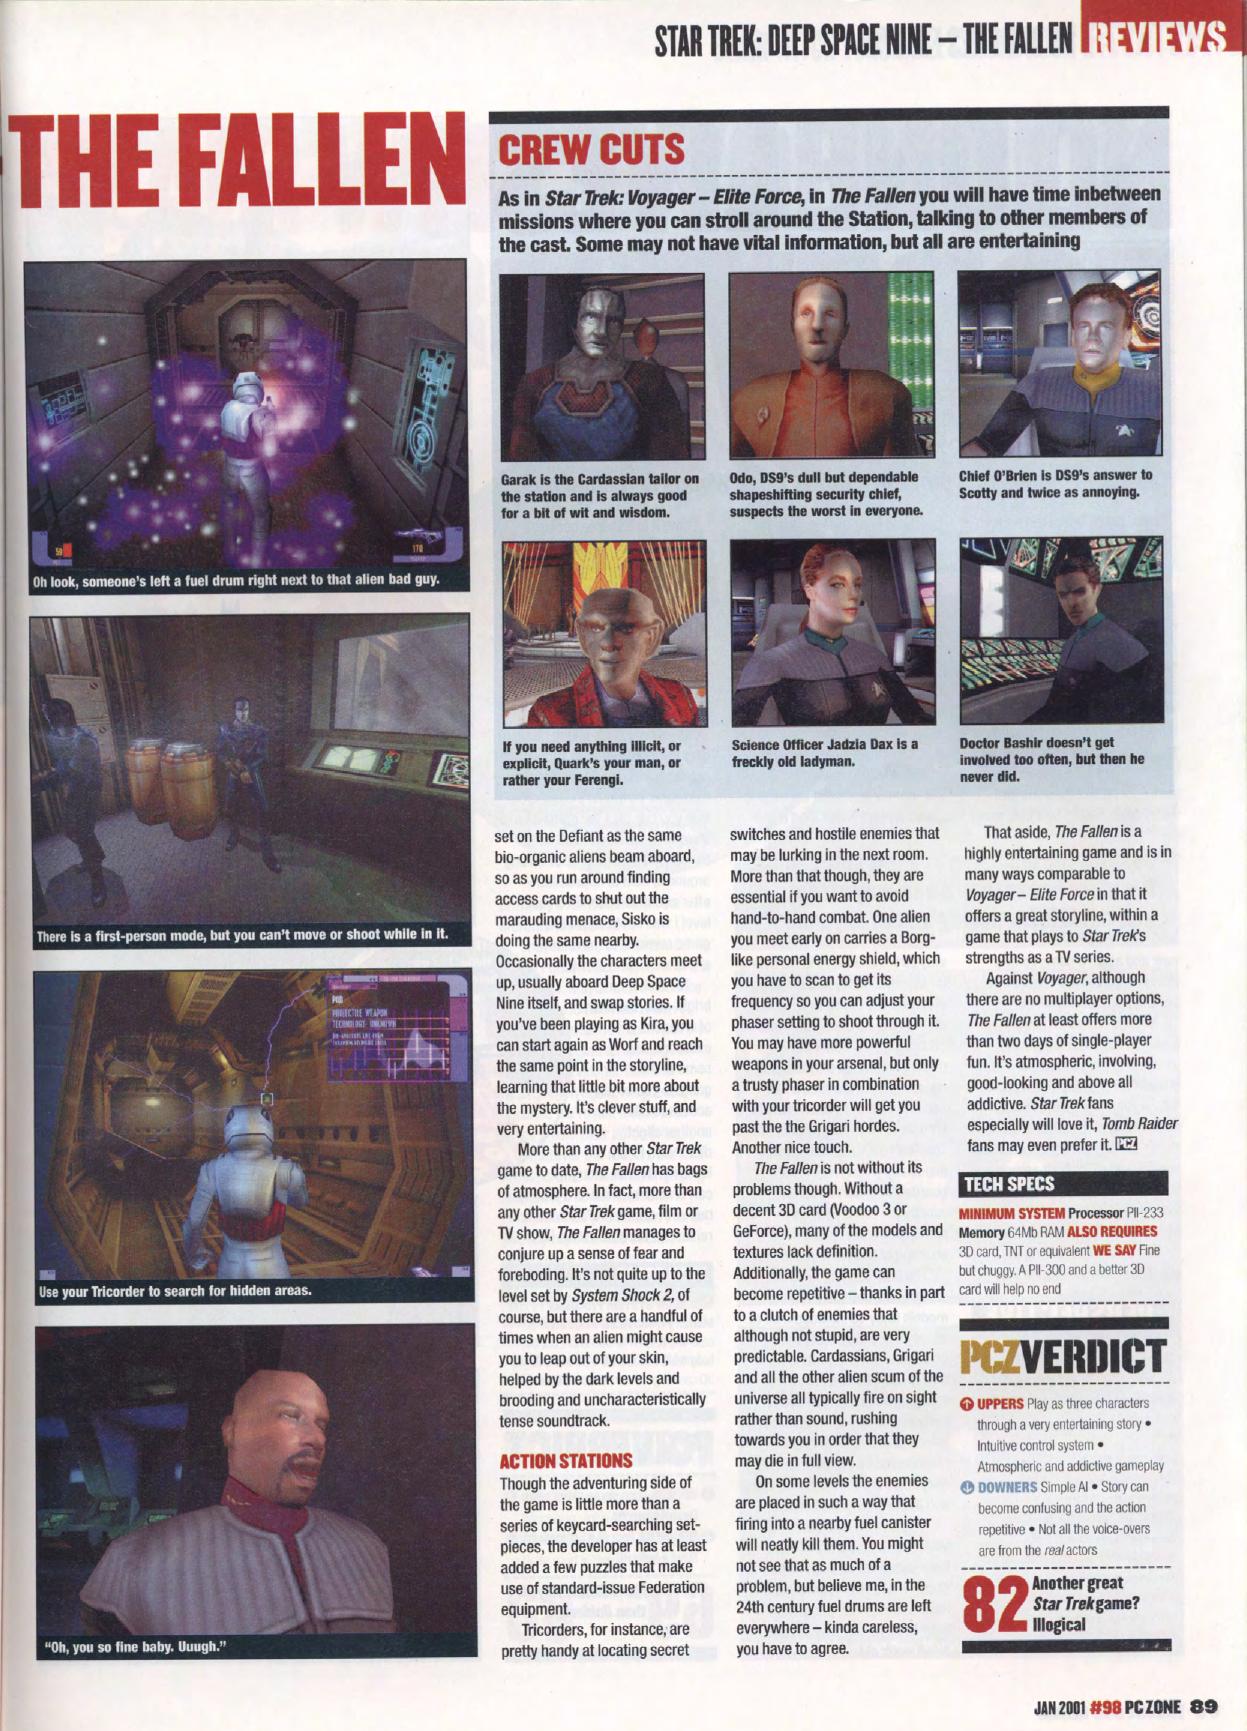 STAR TREK: DEEP SPACE NINE – THE FALLEN REVIEWS
THE FALLEN
Oh look, someone's left a fuel drum right next to that alien bad guy.
59
170
There is a first-person mode, but you can't move or shoot while in it.
PROJECTILE WEAPON
TECHNOLOGY: UNKNOWN
Use your Tricorder to search for hidden areas.
"Oh, you so fine baby. Uuugh."
CREW CUTS
As in Star Trek: Voyager – Elite Force, in The Fallen you will have time inbetween
missions where you can stroll around the Station, talking to other members of
the cast. Some may not have vital information, but all are entertaining
Garak is the Cardassian tailor on
the station and is always good
for a bit of wit and wisdom.
Odo, DS9's dull but dependable
shapeshifting security chief,
suspects the worst in everyone.
Chief O'Brien is DS9's answer to
Scotty and twice as annoying.
If you need anything illicit, or
explicit, Quark's your man, or
rather your Ferengi.
Science Officer Jadzia Dax is a
freckly old ladyman.
Doctor Bashir doesn't get
involved too often, but then he
never did.
set on the Defiant as the same
bio-organic aliens beam aboard,
so as you run around finding
access cards to shut out the
marauding menace, Sisko is
doing the same nearby.
Occasionally the characters meet
up, usually aboard Deep Space
Nine itself, and swap stories. If
you've been playing as Kira, you
can start again as Worf and reach
the same point in the storyline,
learning that little bit more about
the mystery. It's clever stuff, and
very entertaining.
More than any other Star Trek
game to date, The Fallen has bags
of atmosphere. In fact, more than
any other Star Trek game, film or
TV show, The Fallen manages to
conjure up a sense of fear and
foreboding. It's not quite up to the
level set by System Shock 2, of
course, but there are a handful of
times when an alien might cause
you to leap out of your skin,
helped by the dark levels and
brooding and uncharacteristically
tense soundtrack.
ACTION STATIONS
Though the adventuring side of
the game is little more than a
series of keycard-searching set-
pieces, the developer has at least
added a few puzzles that make
use of standard-issue Federation
equipment.
Tricorders, for instance, are
pretty handy at locating secret
switches and hostile enemies that
may be lurking in the next room.
More than that though, they are
essential if you want to avoid
hand-to-hand combat. One alien
you meet early on carries a Borg-
like personal energy shield, which
you have to scan to get its
frequency so you can adjust your
phaser setting to shoot through it.
You may have more powerful
weapons in your arsenal, but only
a trusty phaser in combination
with your tricorder will get you
past the the Grigari hordes.
Another nice touch.
The Fallen is not without its
problems though. Without a
decent 3D card (Voodoo 3 or
GeForce), many of the models and
textures lack definition.
Additionally, the game can
become repetitive – thanks in part
to a clutch of enemies that
although not stupid, are very
predictable. Cardassians, Grigari
and all the other alien scum of the
universe all typically fire on sight
rather than sound, rushing
towards you in order that they
may die in full view.
On some levels the enemies
are placed in such a way that
firing into a nearby fuel canister
will neatly kill them. You might
not see that as much of a
problem, but believe me, in the
24th century fuel drums are left
everywhere – kinda careless,
you have to agree.
That aside, The Fallen is a
highly entertaining game and is in
many ways comparable to
Voyager – Elite Force in that it
offers a great storyline, within a
game that plays to Star Trek's
strengths as a TV series.
Against Voyager, although
there are no multiplayer options,
The Fallen at least offers more
than two days of single-player
fun. It's atmospheric, involving,
good-looking and above all
addictive. Star Trek fans
especially will love it, Tomb Raider
fans may even prefer it. PCZ
TECH SPECS
MINIMUM SYSTEM Processor PII-233
Memory 64Mb RAM ALSO REQUIRES
3D card, TNT or equivalent WE SAY Fine
but chuggy. A PII-300 and a better 3D
card will help no end
PCZVERDICT
UPPERS Play as three characters
through a very entertaining story •
Intuitive control system •
Atmospheric and addictive gameplay
DOWNERS Simple AI • Story can
become confusing and the action
repetitive • Not all the voice-overs
are from the real actors
82 Another great
Star Trek game?
Illogical
JAN 2001 #98 PC ZONE 89